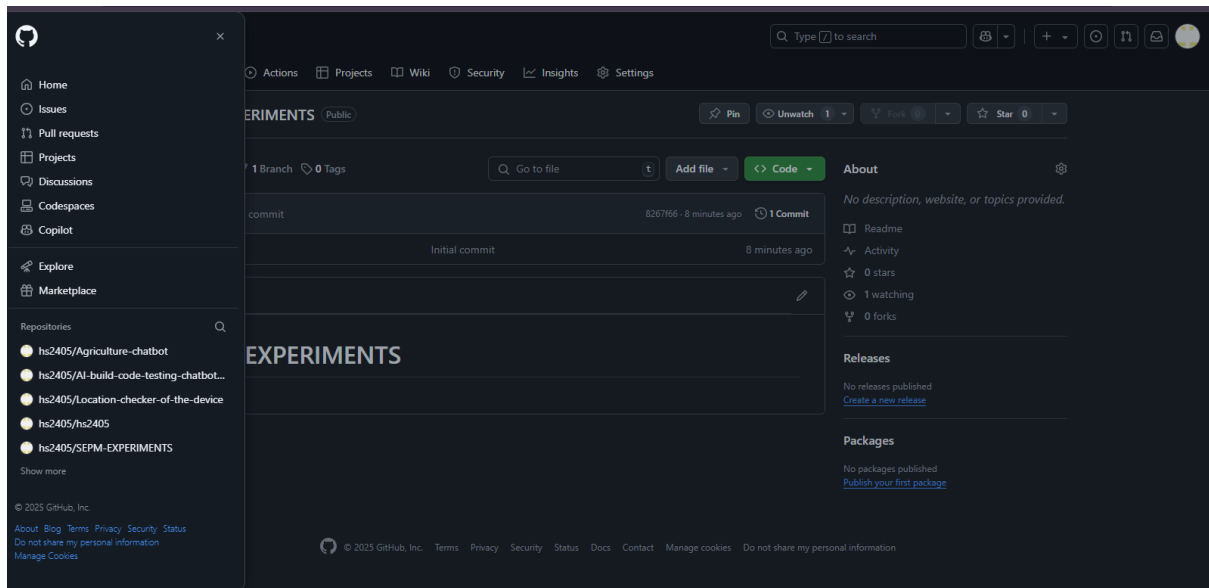 Type / to search
Home
Issues
Pull requests
Projects
Discussions
Codespaces
Copilot
Explore
Marketplace
Repositories
hs2405/Agriculture-chatbot
hs2405/AI-build-code-testing-chatbot...
hs2405/Location-checker-of-the-device
hs2405/hs2405
hs2405/SEPM-EXPERIMENTS
Show more
© 2025 GitHub, Inc.
About Blog Terms Privacy Security Status
Do not share my personal information
Manage Cookies
Actions Projects Wiki Security Insights Settings
ERIMENTS Public
Pin Unwatch 1 Fork 0 Star 0
1 Branch 0 Tags Go to file t Add file <> Code
commit 8267f66 · 8 minutes ago 1 Commit
Initial commit 8 minutes ago
EXPERIMENTS
About
No description, website, or topics provided.
Readme
Activity
0 stars
1 watching
0 forks
Releases
No releases published
Create a new release
Packages
No packages published
Publish your first package
© 2025 GitHub, Inc. Terms Privacy Security Status Docs Contact Manage cookies Do not share my personal information